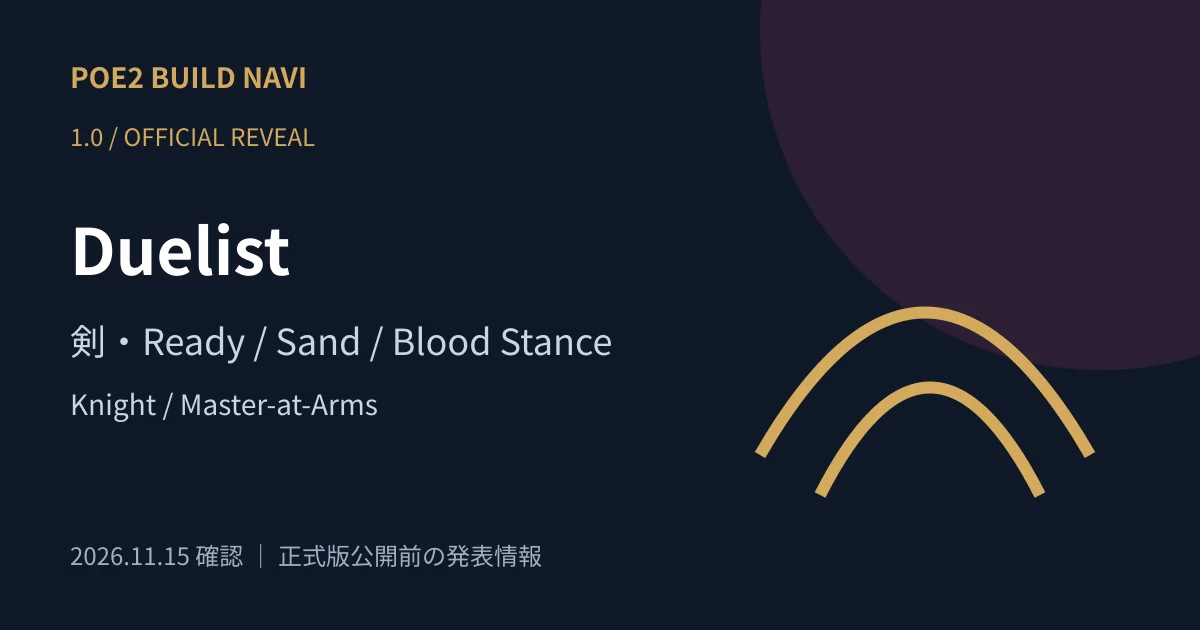 POE2 BUILD NAVI
1.0 / OFFICIAL REVEAL
Duelist
剣・Ready / Sand / Blood Stance
Knight / Master-at-Arms
2026.11.15 確認｜正式版公開前の発表情報